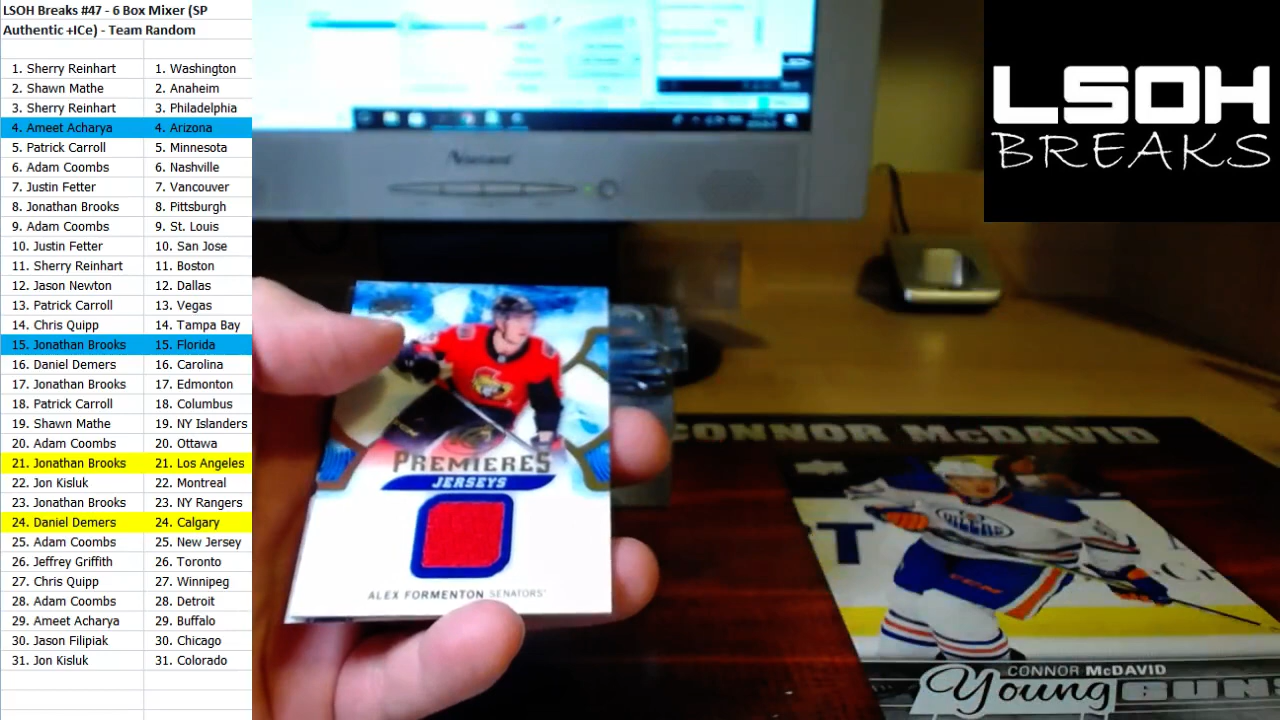 LSOH Breaks #47 - 6 Box Mixer (SP
Authentic +ICe) - Team Random
1. Sherry Reinhart 1. Washington
2. Shawn Mathe 2. Anaheim
3. Sherry Reinhart 3. Philadelphia
4. Ameet Acharya 4. Arizona
5. Patrick Carroll 5. Minnesota
6. Adam Coombs 6. Nashville
7. Justin Fetter 7. Vancouver
8. Jonathan Brooks 8. Pittsburgh
9. Adam Coombs 9. St. Louis
10. Justin Fetter 10. San Jose
11. Sherry Reinhart 11. Boston
12. Jason Newton 12. Dallas
13. Patrick Carroll 13. Vegas
14. Chris Quipp 14. Tampa Bay
15. Jonathan Brooks 15. Florida
16. Daniel Demers 16. Carolina
17. Jonathan Brooks 17. Edmonton
18. Patrick Carroll 18. Columbus
19. Shawn Mathe 19. NY Islanders
20. Adam Coombs 20. Ottawa
21. Jonathan Brooks 21. Los Angeles
22. Jon Kisluk 22. Montreal
23. Jonathan Brooks 23. NY Rangers
24. Daniel Demers 24. Calgary
25. Adam Coombs 25. New Jersey
26. Jeffrey Griffith 26. Toronto
27. Chris Quipp 27. Winnipeg
28. Adam Coombs 28. Detroit
29. Ameet Acharya 29. Buffalo
30. Jason Filipiak 30. Chicago
31. Jon Kisluk 31. Colorado
LSOH
BREAKS
PREMIERES
JERSEYS
ALEX FORMENTON SENATORS
CONNOR McDAVID
OILERS
CCM
CONNOR McDAVID
Young GUNS